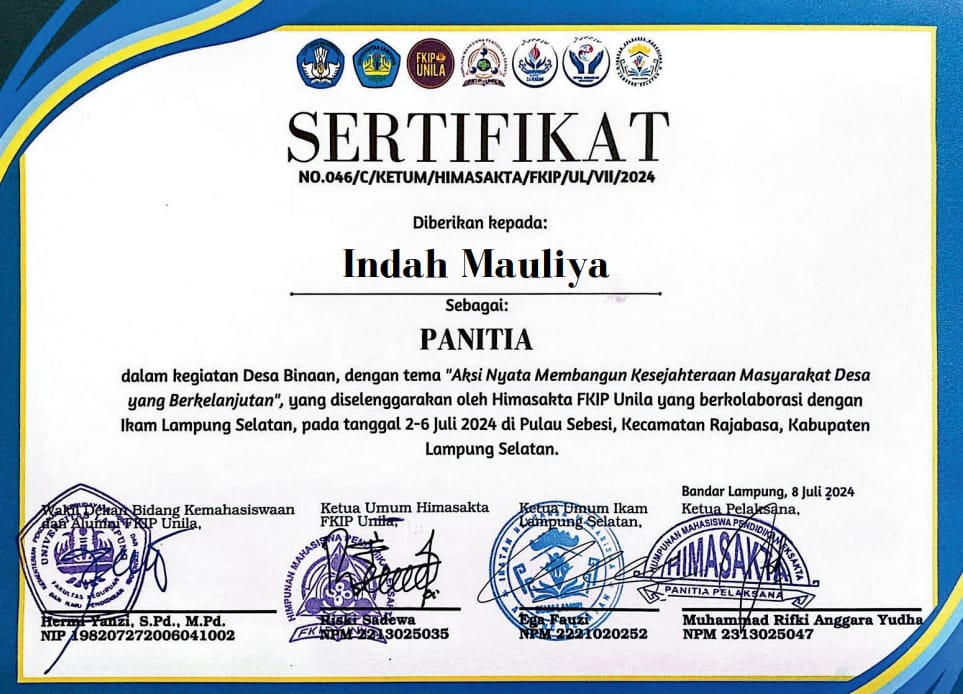 FKIP
UNILA
SERTIFIKAT
NO.046/C/KETUM/HIMASAKTA/FKIP/UL/VII/2024
Diberikan kepada:
Indah Mauliya
Sebagai:
PANITIA
dalam kegiatan Desa Binaan, dengan tema "Aksi Nyata Membangun Kesejahteraan Masyarakat Desa
yang Berkelanjutan", yang diselenggarakan oleh Himasakta FKIP Unila yang berkolaborasi dengan
Ikam Lampung Selatan, pada tanggal 2-6 Juli 2024 di Pulau Sebesi, Kecamatan Rajabasa, Kabupaten
Lampung Selatan.
Bandar Lampung, 8 Juli 2024
Wakil Dekan Bidang Kemahasiswaan
dan Alumni FKIP Unila,
Ketua Umum Himasakta
FKIP Unila,
Ketua Umum Ikam
Lampung Selatan,
Ketua Pelaksana,
HIMPUNAN MAHASISWA PENDIDIKAN EKSAKTA
HIMASAKTA
PANITIA PELAKSANA
Hermi Yanzi, S.Pd., M.Pd.
NIP 198207272006041002
Riski Sadewa
NPM 2213025035
Ega Fauzi
NPM 2221020252
Muhammad Rifki Anggara Yudha
NPM 2313025047